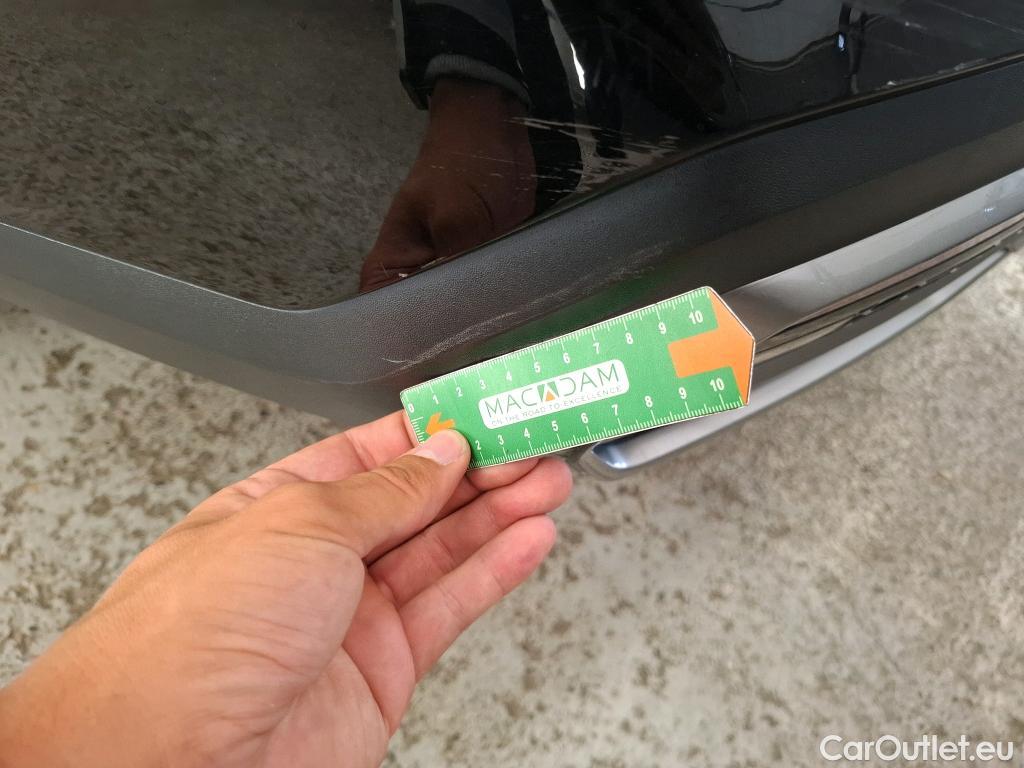 0 1 2 3 4 5 6 7 8 9 10
MACADAM
ON THE ROAD TO EXCELLENCE
2 3 4 5 6 7 8 9 10
CarOutlet.eu